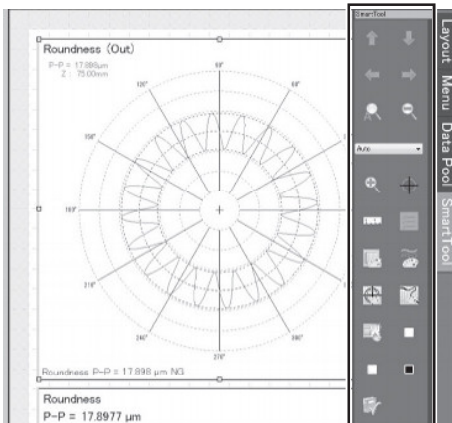 SmartTool
Roundness (Out)
P-P = 17.898μm
Z : 75.00mm
90°
120°
60°
150°
Auto
180°
210°
240°
300°
270°
Roundness P-P = 17.898 μm NG
Roundness
P-P = 17.8977 μm
Layout
Menu
Data Pool
SmartTool